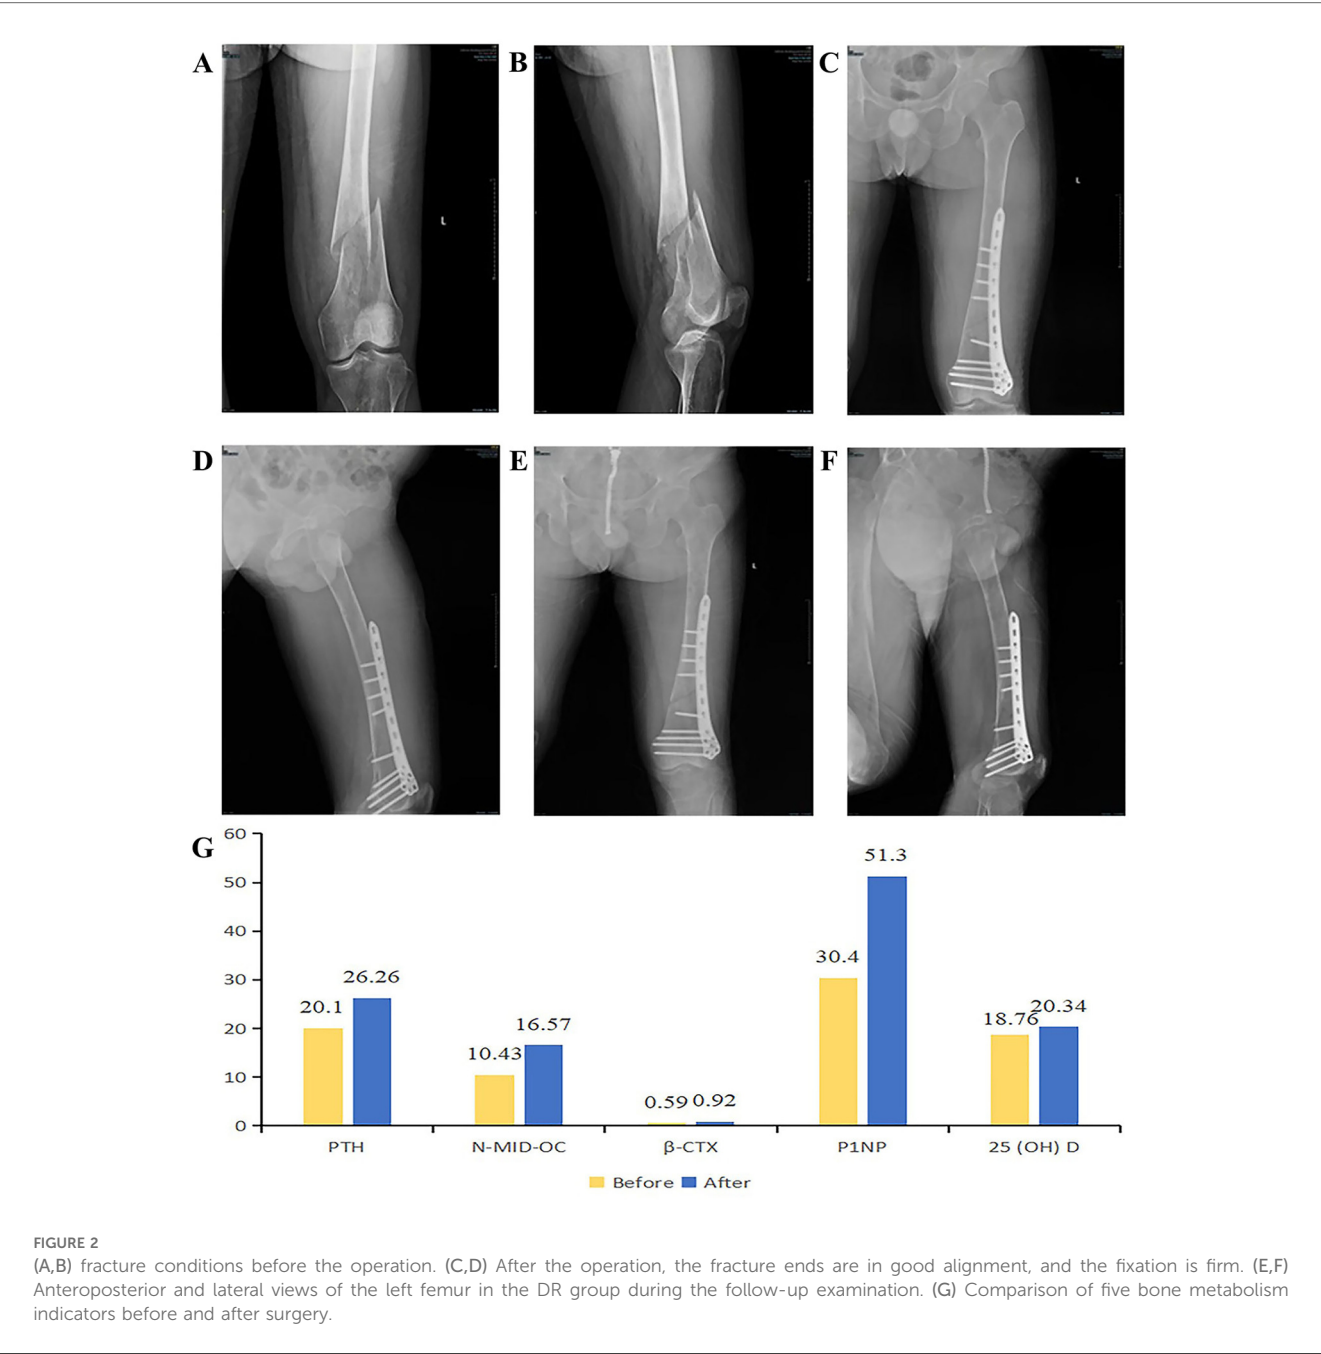 A
B
C
L
L
D
E
F
L
G
60
50
40
30
20
10
0
20.1
26.26
10.43
16.57
0.59
0.92
30.4
51.3
18.76
20.34
PTH
N-MID-OC
β-CTX
P1NP
25 (OH) D
Before
After
FIGURE 2
(A,B) fracture conditions before the operation. (C,D) After the operation, the fracture ends are in good alignment, and the fixation is firm. (E,F)
Anteroposterior and lateral views of the left femur in the DR group during the follow-up examination. (G) Comparison of five bone metabolism
indicators before and after surgery.